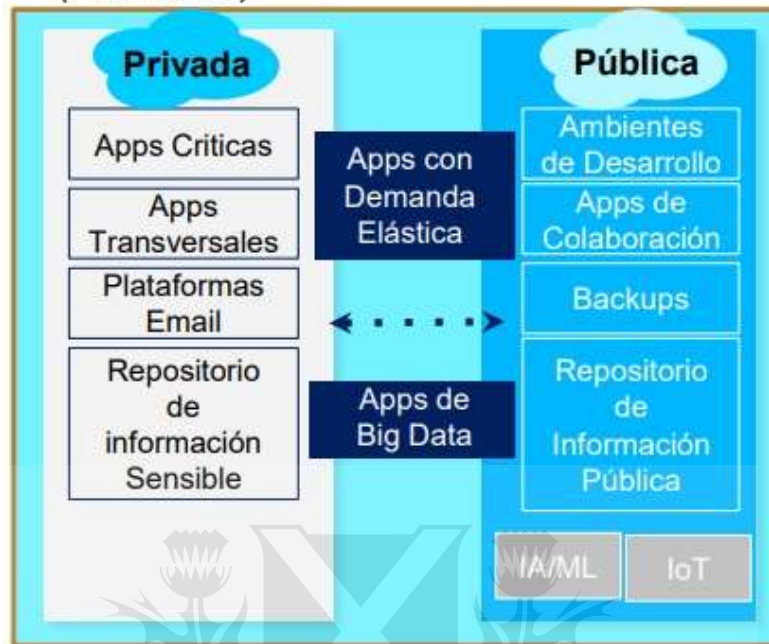 Privada
Apps Criticas
Apps
Transversales
Plataformas
Email
Repositorio
de
información
Sensible
Apps con
Demanda
Elástica
Apps de
Big Data
Pública
Ambientes
de Desarrollo
Apps de
Colaboración
Backups
Repositorio
de
Información
Pública
IA/ML
IoT